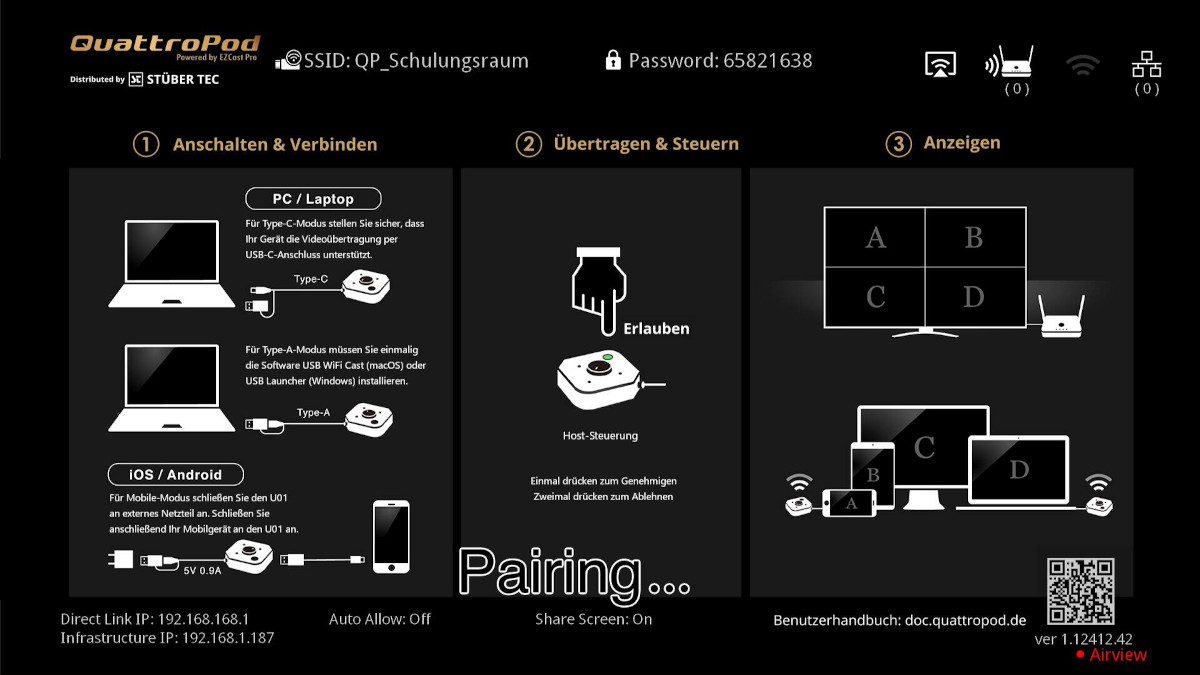 QuattroPod
Powered by EZCast Pro
Distributed by STÜBER TEC
SSID: QP_Schulungsraum
Password: 65821638
(0)
(0)
1 Anschalten & Verbinden
2 Übertragen & Steuern
3 Anzeigen
PC / Laptop
Für Type-C-Modus stellen Sie sicher, dass
Ihr Gerät die Videoübertragung per
USB-C-Anschluss unterstützt.
Type-C
Für Type-A-Modus müssen Sie einmalig
die Software USB WiFi Cast (macOS) oder
USB Launcher (Windows) installieren.
Type-A
iOS / Android
Für Mobile-Modus schließen Sie den U01
an externes Netzteil an. Schließen Sie
anschließend Ihr Mobilgerät an den U01 an.
5V 0.9A
Erlauben
Host-Steuerung
Einmal drücken zum Genehmigen
Zweimal drücken zum Ablehnen
A B
C D
C
B
D
A
Pairing...
Direct Link IP: 192.168.168.1
Infrastructure IP: 192.168.1.187
Auto Allow: Off
Share Screen: On
Benutzerhandbuch: doc.quattropod.de
ver 1.12412.42
Airview